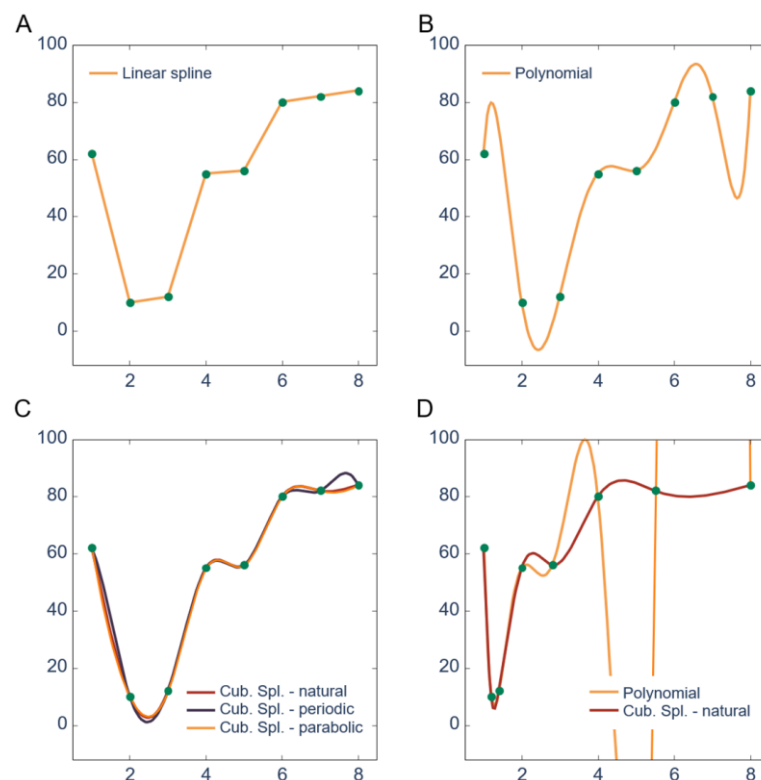 A
B
Linear spline
Polynomial
100
80
60
40
20
0
2 4 6 8
100
80
60
40
20
0
2 4 6 8
C
D
100
80
60
40
20
0
2 4 6 8
Cub. Spl. - natural
Cub. Spl. - periodic
Cub. Spl. - parabolic
100
80
60
40
20
0
2 4 6 8
Polynomial
Cub. Spl. - natural